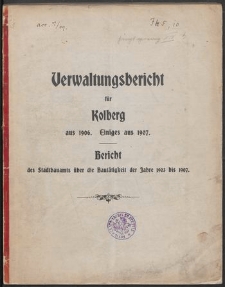 Verwaltungsbericht
für
Kolberg
aus 1906. Einiges aus 1907.
Bericht
des Stadtbauamts über die Bautätigkeit der Jahre 1903 bis 1907.